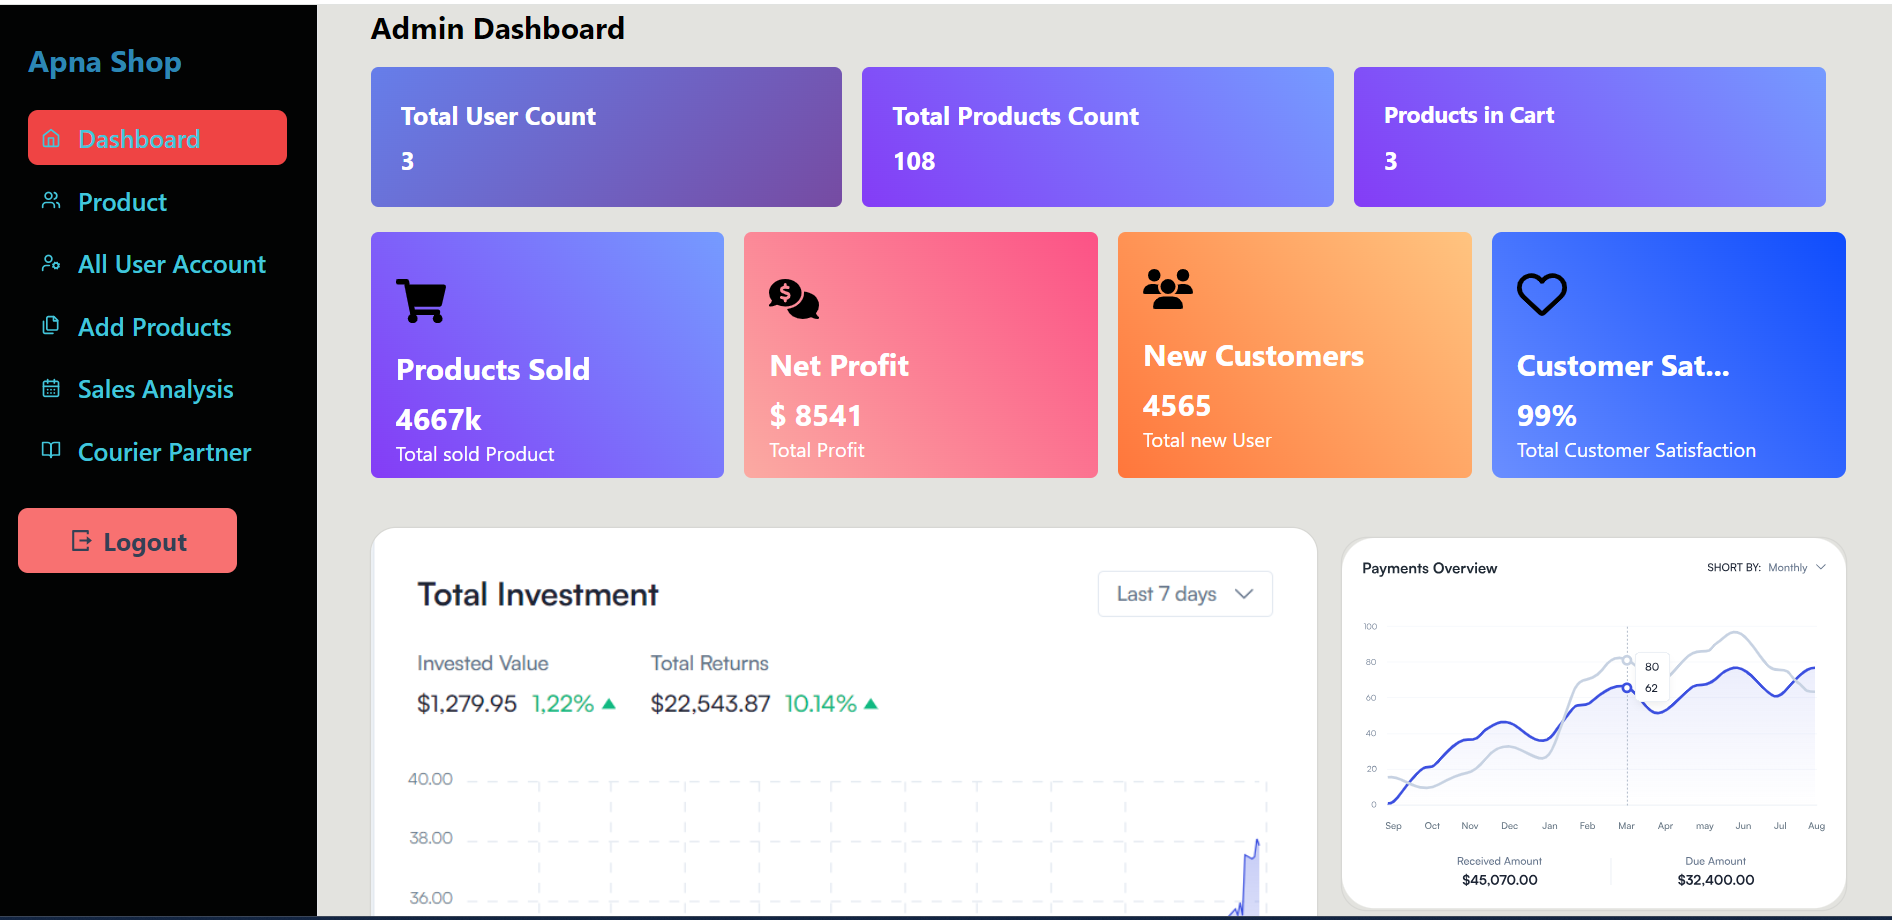 Apna Shop
Dashboard
Product
All User Account
Add Products
Sales Analysis
Courier Partner
Logout
Admin Dashboard
Total User Count
3
Total Products Count
108
Products in Cart
3
Products Sold
4667k
Total sold Product
Net Profit
$ 8541
Total Profit
New Customers
4565
Total new User
Customer Sat...
99%
Total Customer Satisfaction
Total Investment
Last 7 days
Invested Value
$1,279.95 1,22%
Total Returns
$22,543.87 10.14%
40.00
38.00
36.00
Payments Overview
SHORT BY: Monthly
100
80
60
40
20
0
80
62
Sep Oct Nov Dec Jan Feb Mar Apr may Jun Jul Aug
Received Amount
$45,070.00
Due Amount
$32,400.00